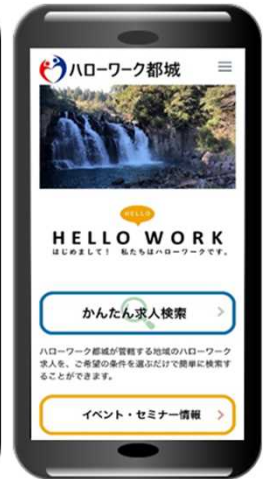 ハローワーク都城
HELLO
HELLO WORK
はじめまして! 私たちはハローワークです。
かんたん求人検索
ハローワーク都城が管轄する地域のハローワーク
求人を、ご希望の条件を選ぶだけで簡単に検索す
ることができます。
イベント・セミナー情報